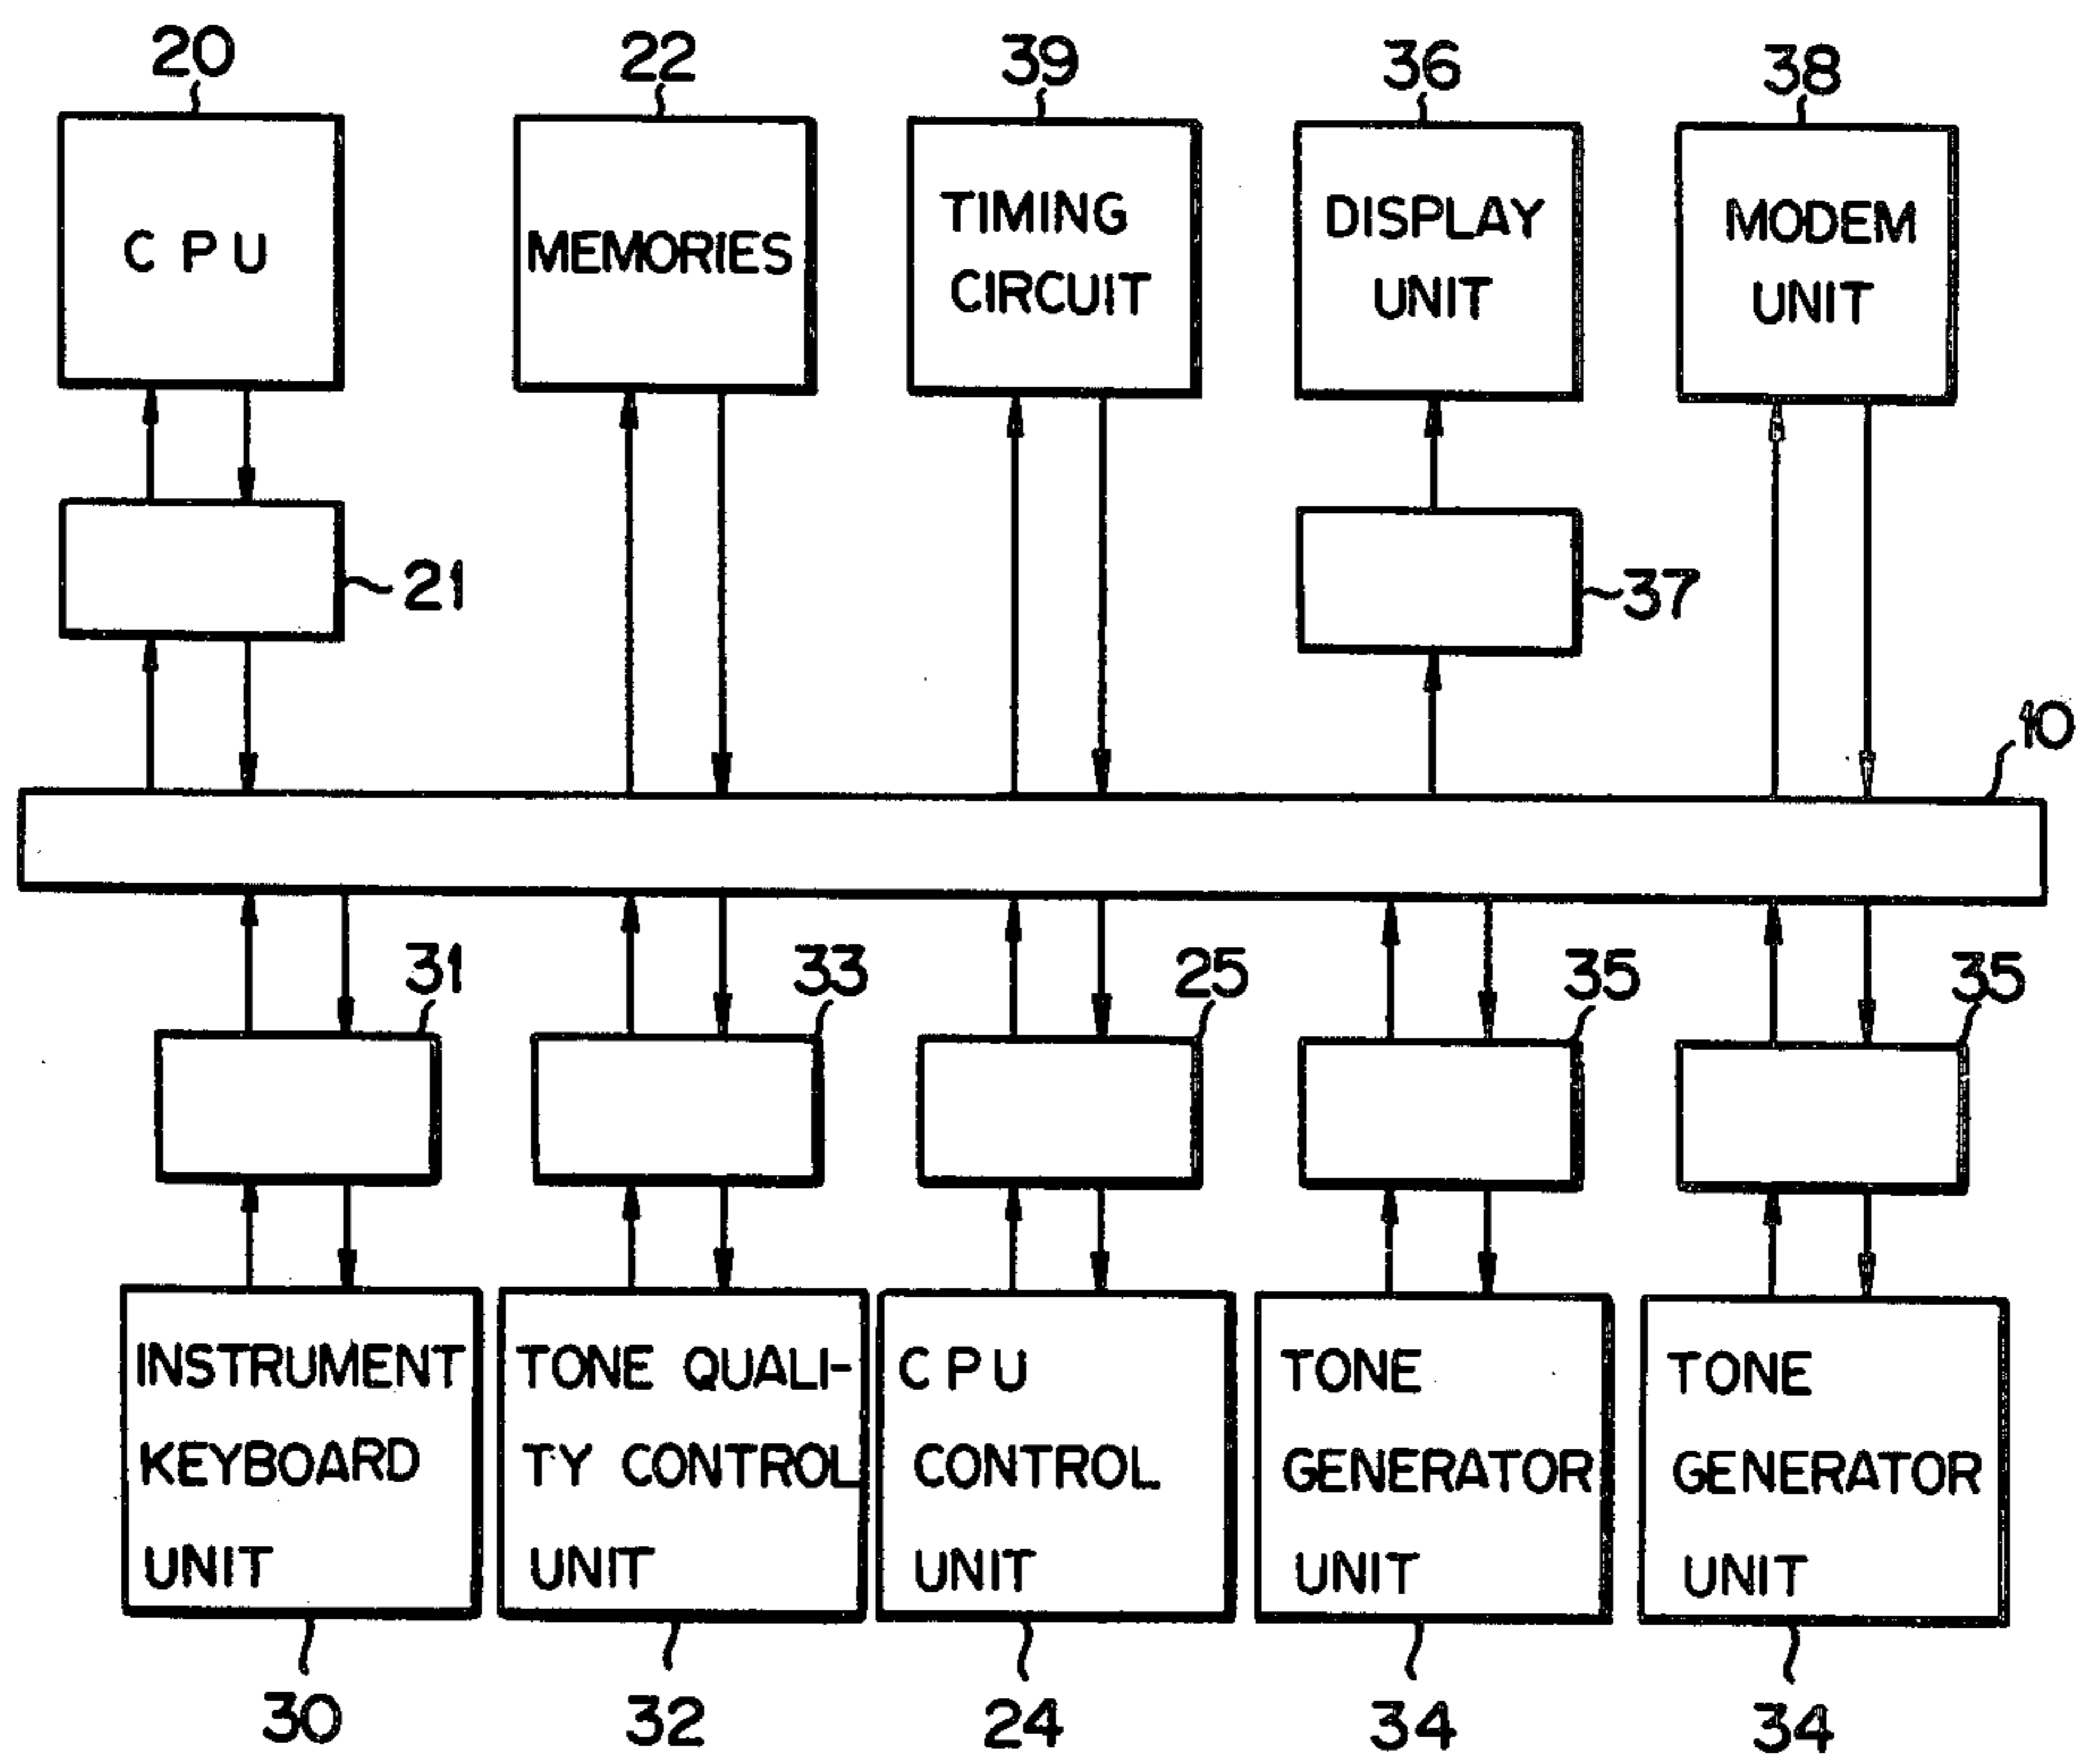 20
22
39
36
38
C P U
MEMORIES
TIMING
CIRCUIT
DISPLAY
UNIT
MODEM
UNIT
21
37
10
31
33
25
35
35
INSTRUMENT
KEYBOARD
UNIT
TONE QUALI-
TY CONTROL
UNIT
C P U
CONTROL
UNIT
TONE
GENERATOR
UNIT
TONE
GENERATOR
UNIT
30
32
24
34
34